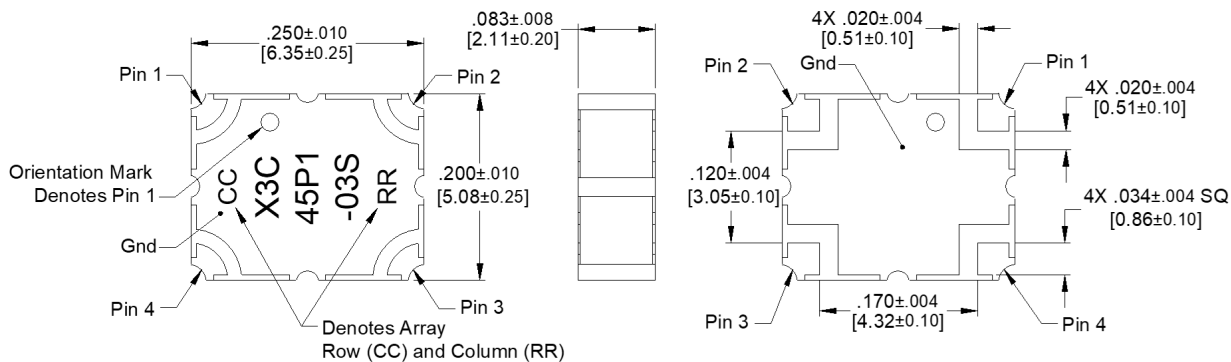 .250±.010
[6.35±0.25]
Pin 1
Pin 2
Orientation Mark
Denotes Pin 1
CC
X3C
45P1
-03S
RR
.200±.010
[5.08±0.25]
Gnd
Pin 4
Pin 3
Denotes Array
Row (CC) and Column (RR)
.083±.008
[2.11±0.20]
4X .020±.004
[0.51±0.10]
Gnd
Pin 2
Pin 1
4X .020±.004
[0.51±0.10]
.120±.004
[3.05±0.10]
4X .034±.004 SQ
[0.86±0.10]
Pin 3
.170±.004
[4.32±0.10]
Pin 4